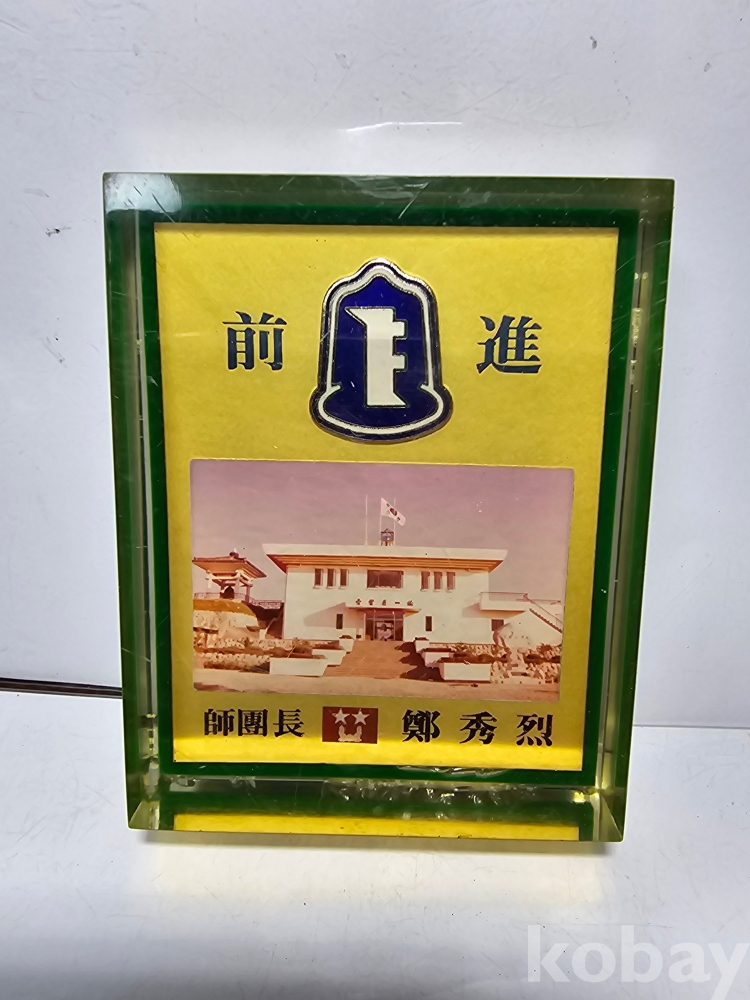 前 進
師團長 鄭秀烈
kobay